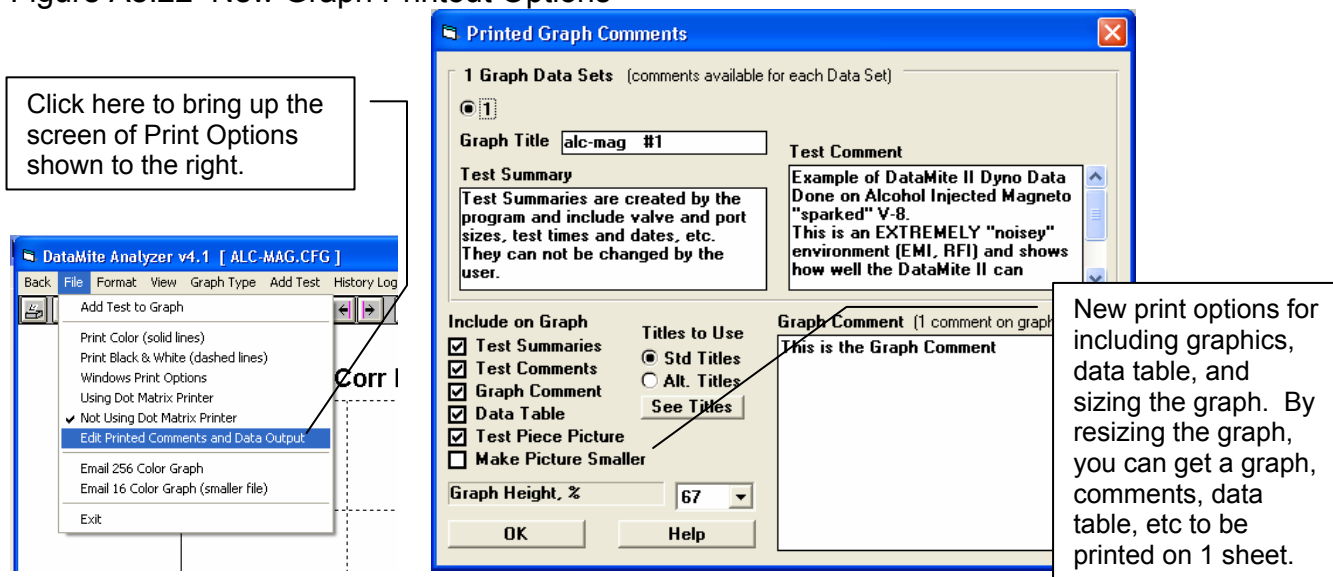 Figure A3.22 New Graph Printout Options
Click here to bring up the
screen of Print Options
shown to the right.
DataMite Analyzer v4.1 [ ALC-MAG.CFG ]
Back File Format View Graph Type Add Test History Log
Add Test to Graph
Print Color (solid lines)
Print Black & White (dashed lines)
Windows Print Options
Using Dot Matrix Printer
Not Using Dot Matrix Printer
Edit Printed Comments and Data Output
Email 256 Color Graph
Email 16 Color Graph (smaller file)
Exit
Corr
Printed Graph Comments
1 Graph Data Sets (comments available for each Data Set)
1
Graph Title alc-mag #1
Test Summary
Test Summaries are created by the
program and include valve and port
sizes, test times and dates, etc.
They can not be changed by the
user.
Test Comment
Example of DataMite II Dyno Data
Done on Alcohol Injected Magneto
"sparked" V-8.
This is an EXTREMELY "noisey"
environment (EMI, RFI) and shows
how well the DataMite II can
Include on Graph
Test Summaries
Test Comments
Graph Comment
Data Table
Test Piece Picture
Make Picture Smaller
Titles to Use
Std Titles
Alt. Titles
See Titles
Graph Height, % 67
OK Help
Graph Comment (1 comment on graph
This is the Graph Comment
New print options for
including graphics,
data table, and
sizing the graph. By
resizing the graph,
you can get a graph,
comments, data
table, etc to be
printed on 1 sheet.